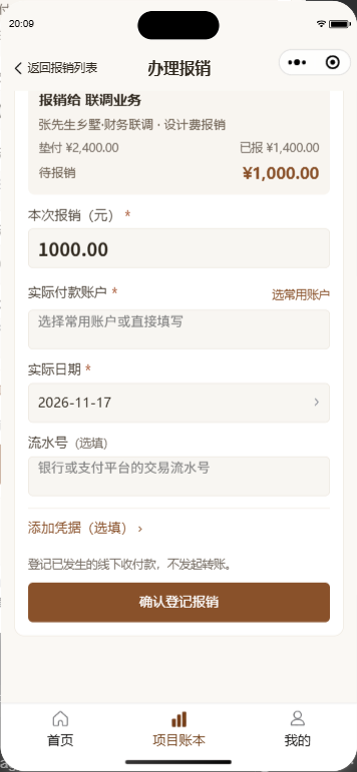 20:09
返回报销列表
办理报销
报销给 联调业务
张先生乡墅·财务联调 · 设计费报销
垫付 ¥2,400.00
已报 ¥1,400.00
待报销
¥1,000.00
本次报销（元） *
1000.00
实际付款账户 *
选常用账户
选择常用账户或直接填写
实际日期 *
2026-11-17
流水号（选填）
银行或支付平台的交易流水号
添加凭据（选填） ›
登记已发生的线下收付款，不发起转账。
确认登记报销
首页
项目账本
我的